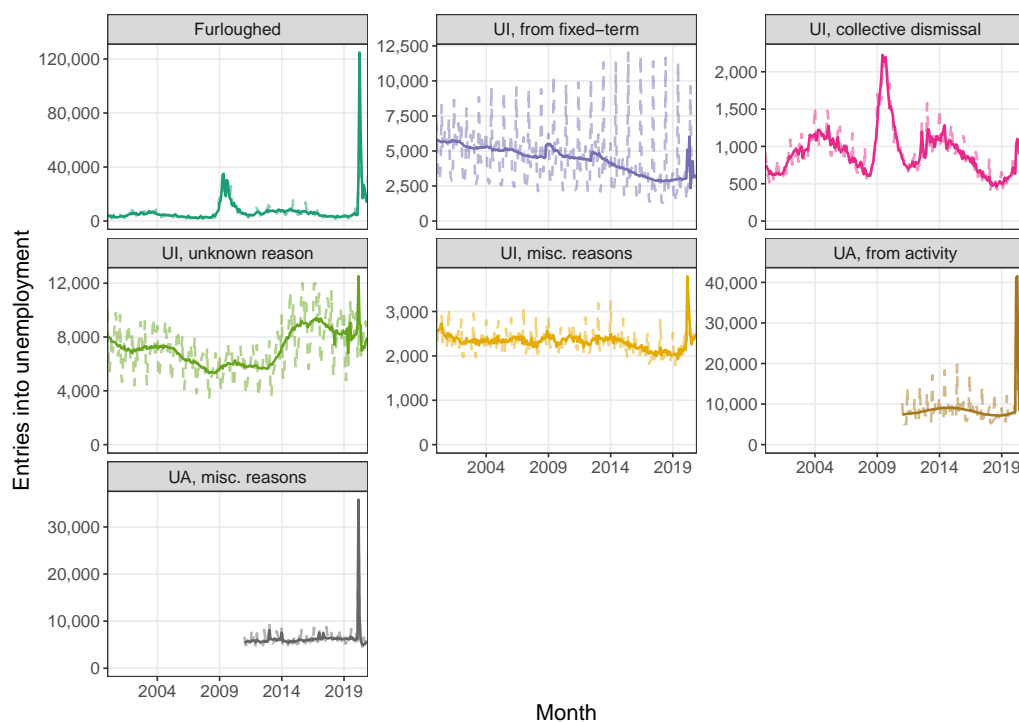 Furloughed
UI, from fixed−term
UI, collective dismissal
120,000
80,000
40,000
0
12,500
10,000
7,500
5,000
2,500
0
2,000
1,500
1,000
500
0
UI, unknown reason
UI, misc. reasons
UA, from activity
12,000
8,000
4,000
0
3,000
2,000
1,000
0
40,000
30,000
20,000
10,000
0
2004 2009 2014 2019
2004 2009 2014 2019
UA, misc. reasons
30,000
20,000
10,000
0
2004 2009 2014 2019
Entries into unemployment
Month